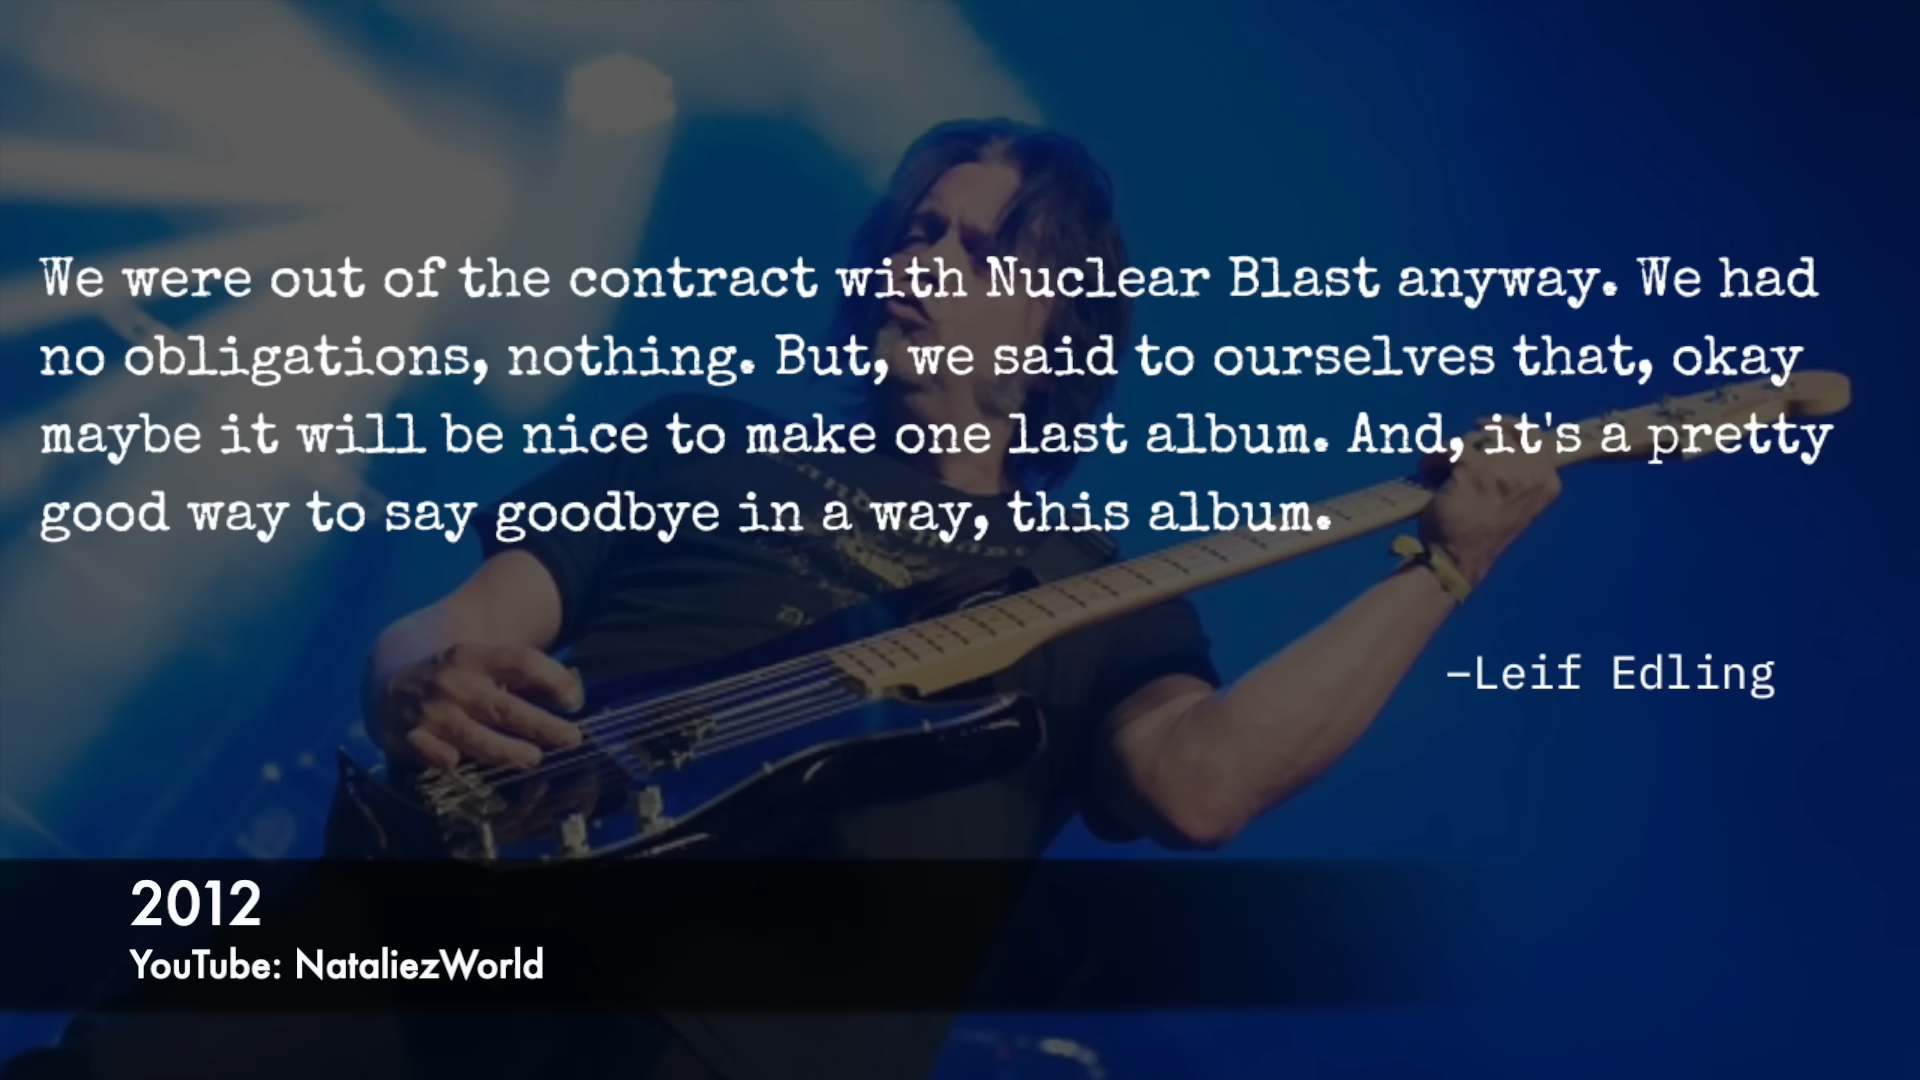 We were out of the contract with Nuclear Blast anyway. We had
no obligations, nothing. But, we said to ourselves that, okay
maybe it will be nice to make one last album. And, it's a pretty
good way to say goodbye in a way, this album.
–Leif Edling
2012
YouTube: NataliezWorld